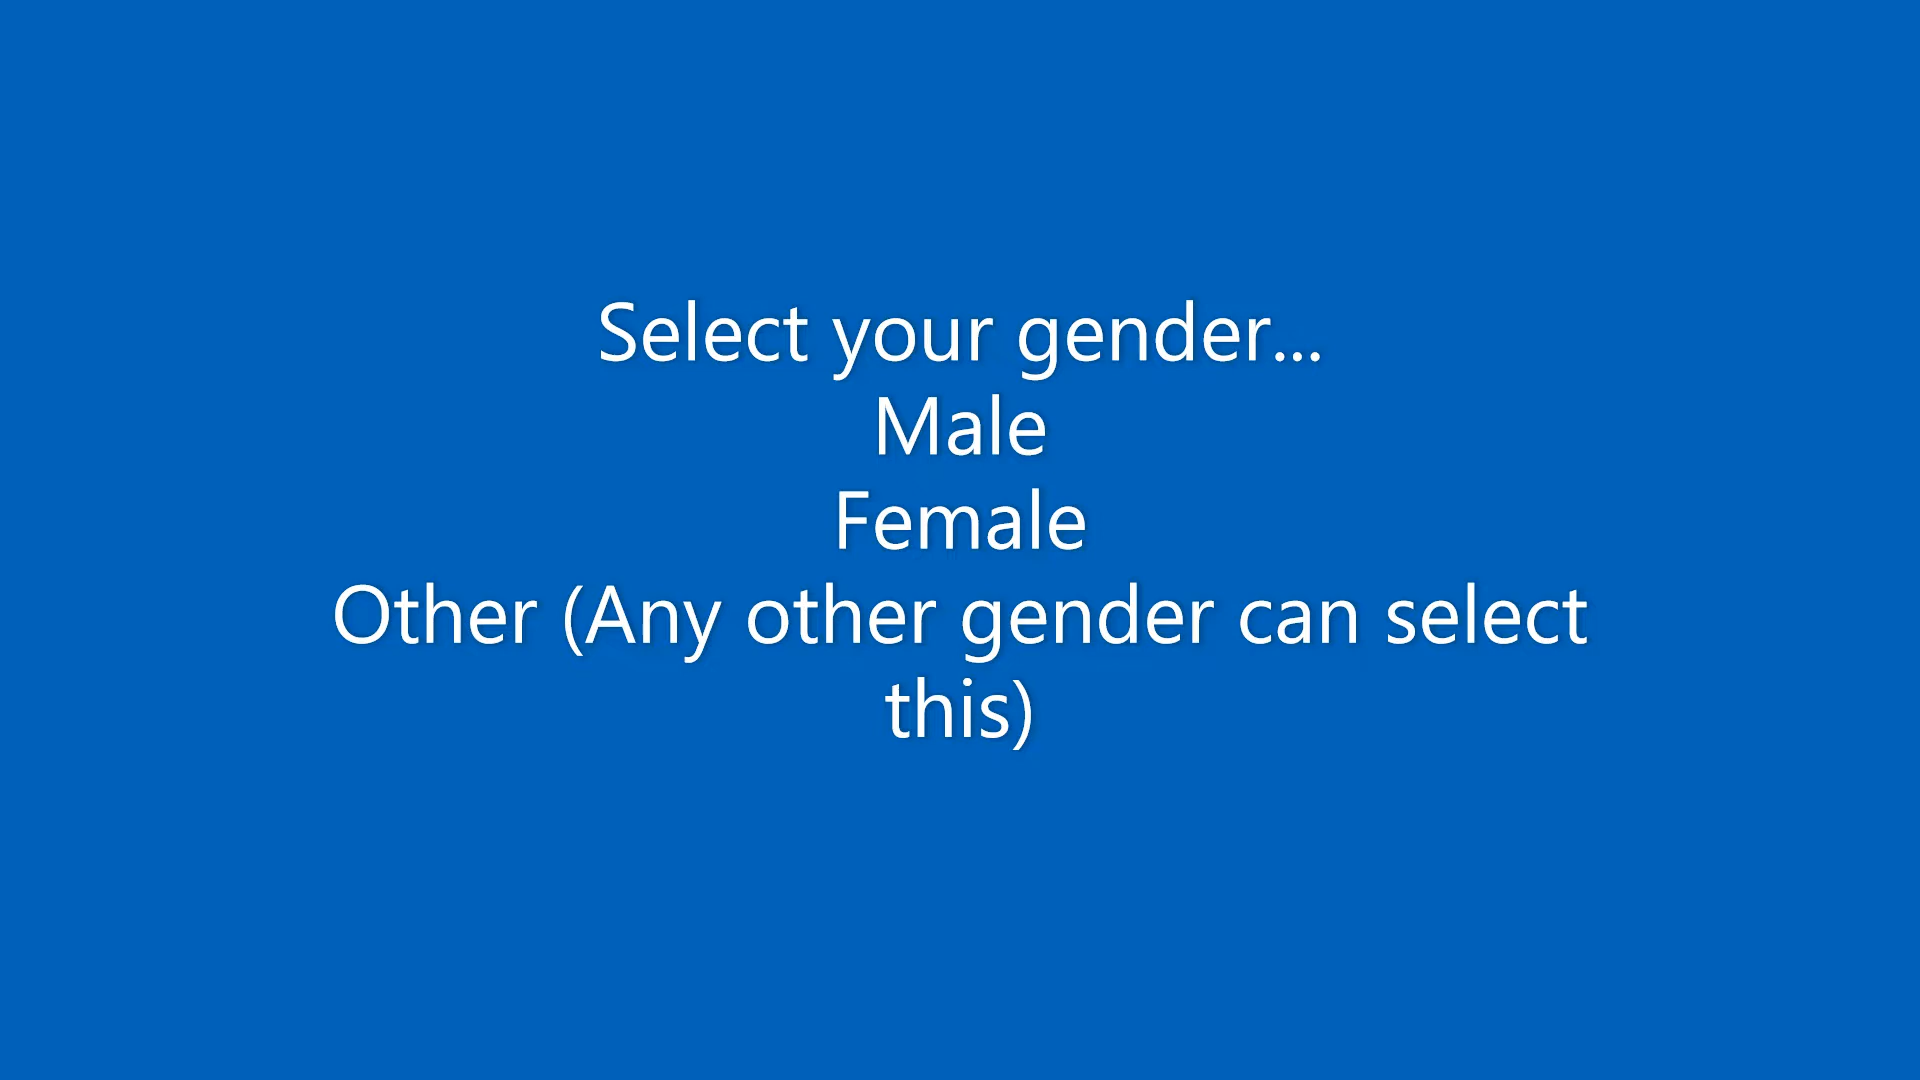 Select your gender...
Male
Female
Other (Any other gender can select
this)